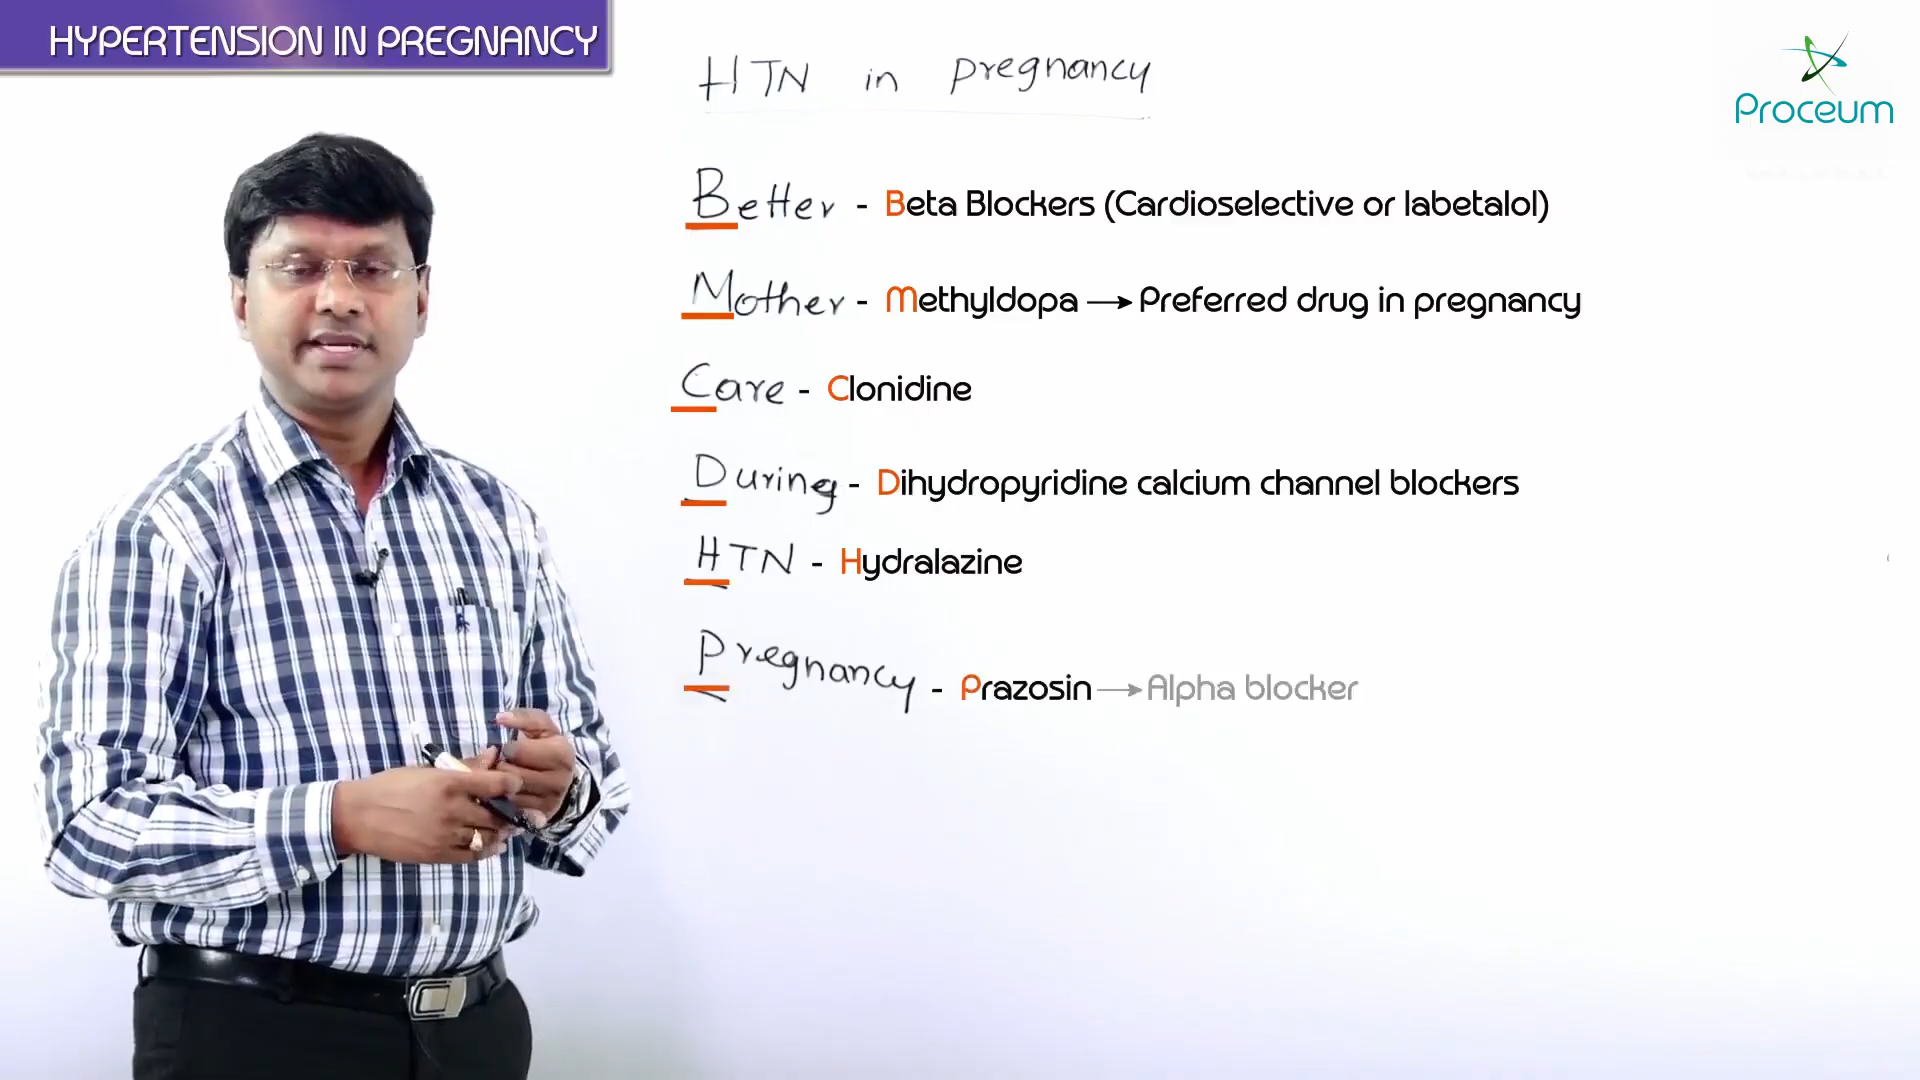 HYPERTENSION IN PREGNANCY
HTN in pregnancy
Proceum
Better - Beta Blockers (Cardioselective or labetalol)
Mother - Methyldopa → Preferred drug in pregnancy
Care - Clonidine
During - Dihydropyridine calcium channel blockers
HTN - Hydralazine
Pregnancy - Prazosin → Alpha blocker